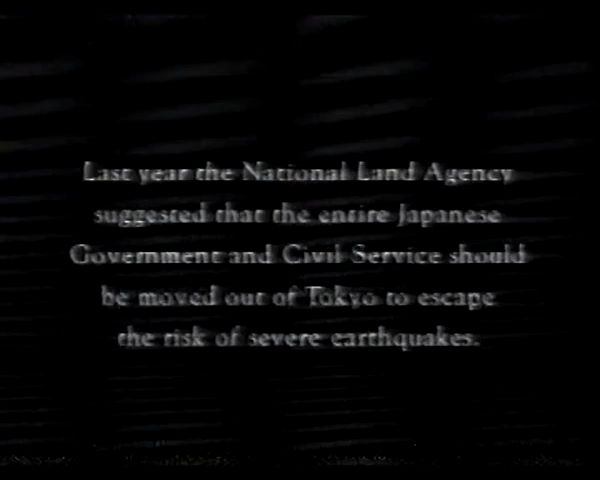 Last year the National Land Agency
suggested that the entire Japanese
Government and Civil Service should
be moved out of Tokyo to escape
the risk of severe earthquakes.